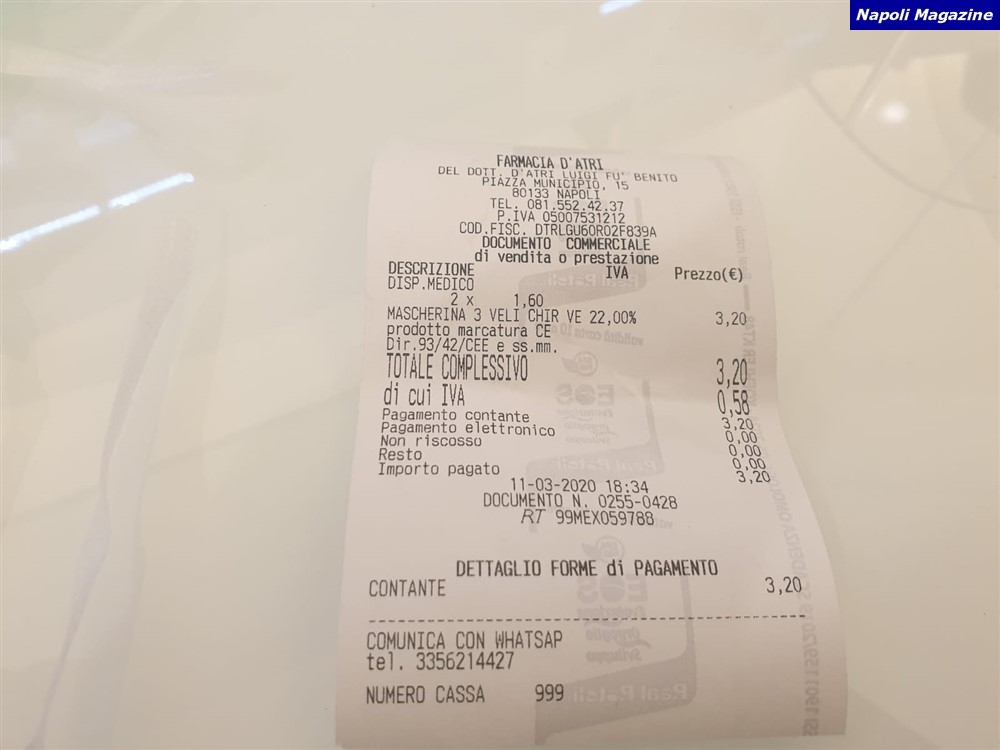 Napoli Magazine
FARMACIA D'ATRI
DEL DOTT. D'ATRI LUIGI FU' BENITO
PIAZZA MUNICIPIO, 15
80133 NAPOLI
TEL. 081.552.42.37
P.IVA 05007531212
COD.FISC. DTRLGU60R02F839A
DOCUMENTO COMMERCIALE
di vendita o prestazione
DESCRIZIONE IVA Prezzo(€)
DISP.MEDICO
2 x 1,60
MASCHERINA 3 VELI CHIR VE 22,00% 3,20
prodotto marcatura CE
Dir.93/42/CEE e ss.mm.
TOTALE COMPLESSIVO 3,20
di cui IVA 0,58
Pagamento contante 3,20
Pagamento elettronico 0,00
Non riscosso 0,00
Resto 0,00
Importo pagato 3,20
11-03-2020 18:34
DOCUMENTO N. 0255-0428
RT 99MEX059788
DETTAGLIO FORME di PAGAMENTO
CONTANTE 3,20
COMUNICA CON WHATSAP
tel. 3356214427
NUMERO CASSA 999